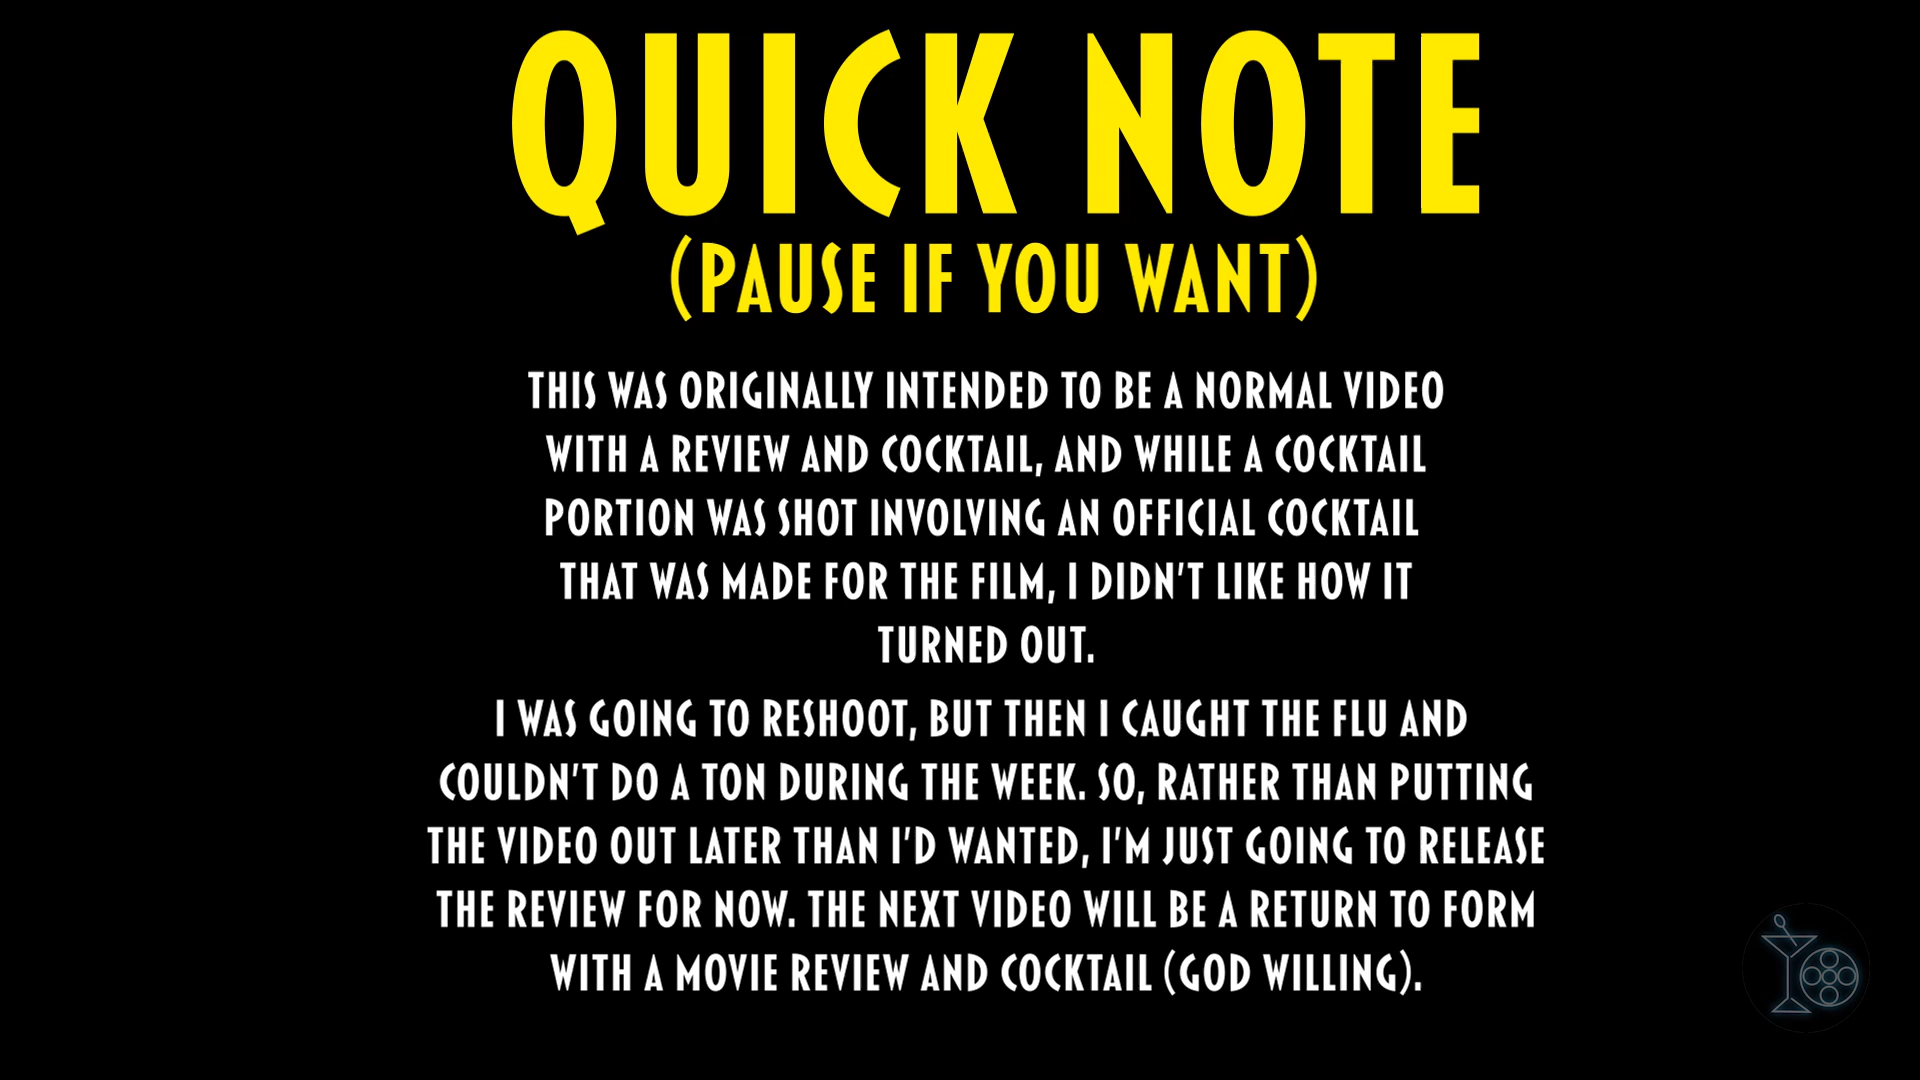 QUICK NOTE
(PAUSE IF YOU WANT)
THIS WAS ORIGINALLY INTENDED TO BE A NORMAL VIDEO
WITH A REVIEW AND COCKTAIL, AND WHILE A COCKTAIL
PORTION WAS SHOT INVOLVING AN OFFICIAL COCKTAIL
THAT WAS MADE FOR THE FILM, I DIDN'T LIKE HOW IT
TURNED OUT.
I WAS GOING TO RESHOOT, BUT THEN I CAUGHT THE FLU AND
COULDN'T DO A TON DURING THE WEEK. SO, RATHER THAN PUTTING
THE VIDEO OUT LATER THAN I'D WANTED, I'M JUST GOING TO RELEASE
THE REVIEW FOR NOW. THE NEXT VIDEO WILL BE A RETURN TO FORM
WITH A MOVIE REVIEW AND COCKTAIL (GOD WILLING).